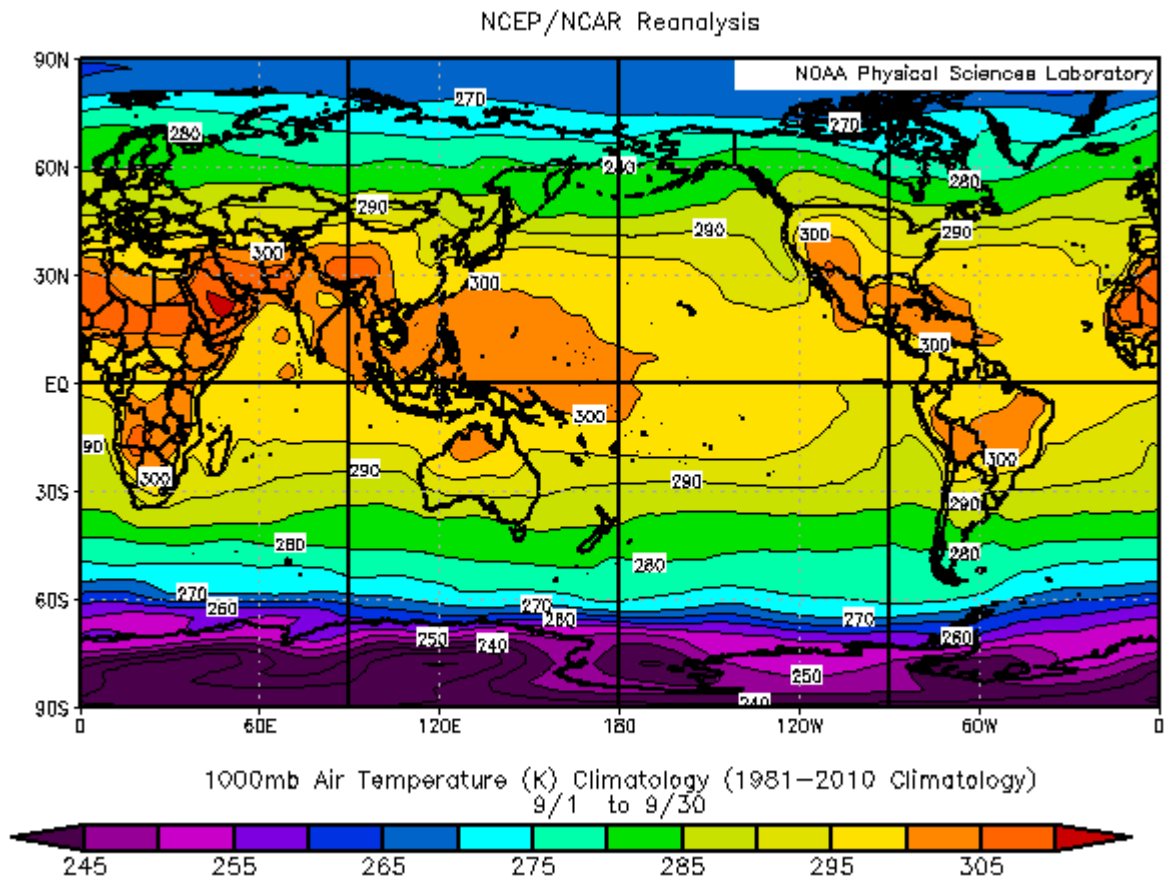 NCEP/NCAR Reanalysis
NOAA Physical Sciences Laboratory
90N
60N
30N
EQ
30S
60S
90S
270
280
270
280
280
290
290
290
300
300
300
300
300
90
300
290
290
300
290
280
280
280
270
260
270
260
270
260
250
240
250
240
0
60E
120E
180
120W
60W
0
1000mb Air Temperature (K) Climatology (1981-2010 Climatology)
9/1 to 9/30
245 255 265 275 285 295 305